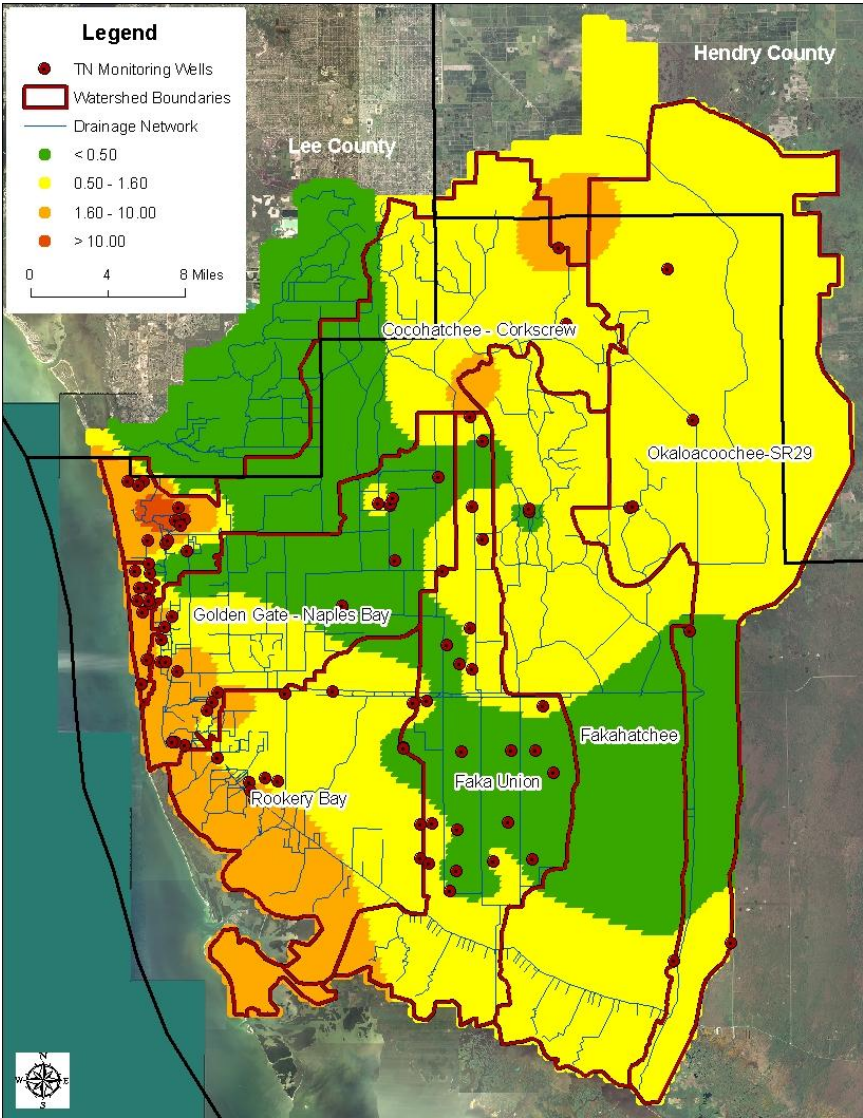 Legend
TN Monitoring Wells
Watershed Boundaries
Drainage Network
< 0.50
0.50 - 1.60
1.60 - 10.00
> 10.00
0 4 8 Miles
Hendry County
Lee County
Cocohatchee - Corkscrew
Okaloacoochee-SR29
Golden Gate - Naples Bay
Fakahatchee
Faka Union
Rookery Bay
N
W E
S